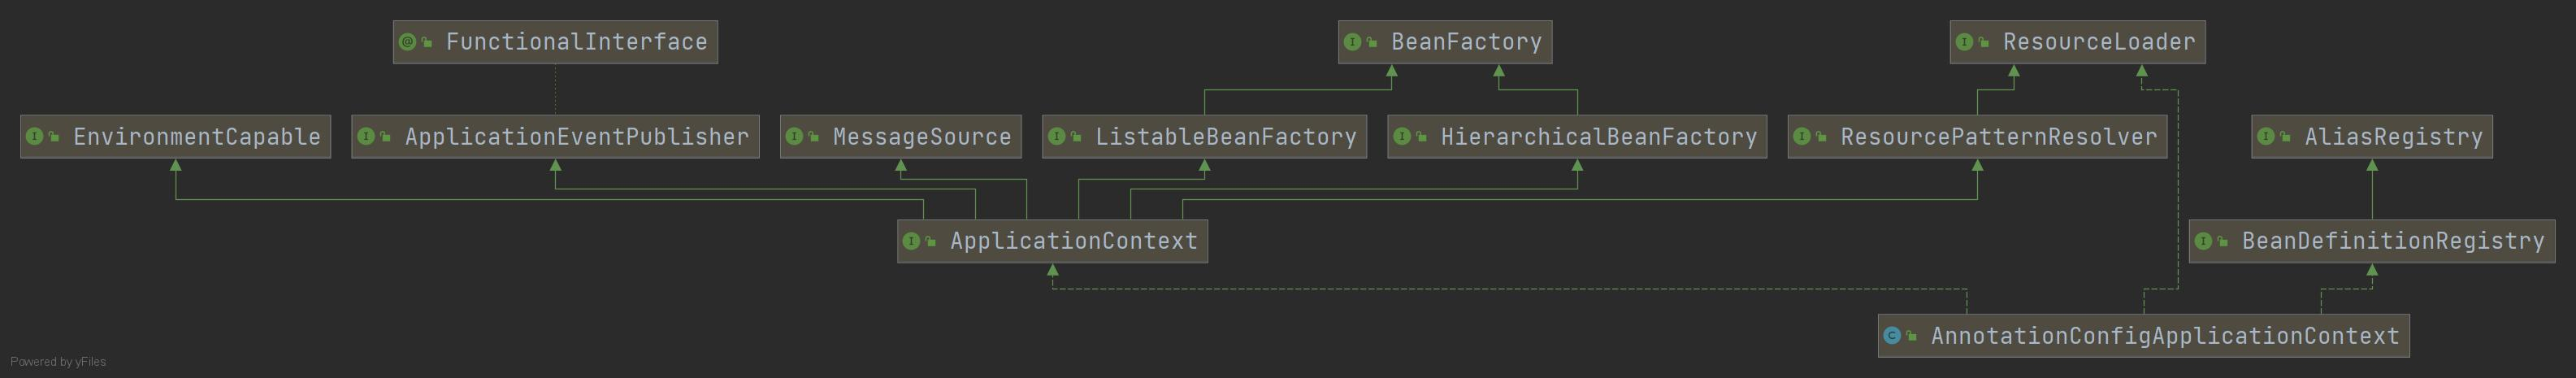 FunctionalInterface
BeanFactory
ResourceLoader
EnvironmentCapable
ApplicationEventPublisher
MessageSource
ListableBeanFactory
HierarchicalBeanFactory
ResourcePatternResolver
AliasRegistry
ApplicationContext
BeanDefinitionRegistry
AnnotationConfigApplicationContext
Powered by yFiles